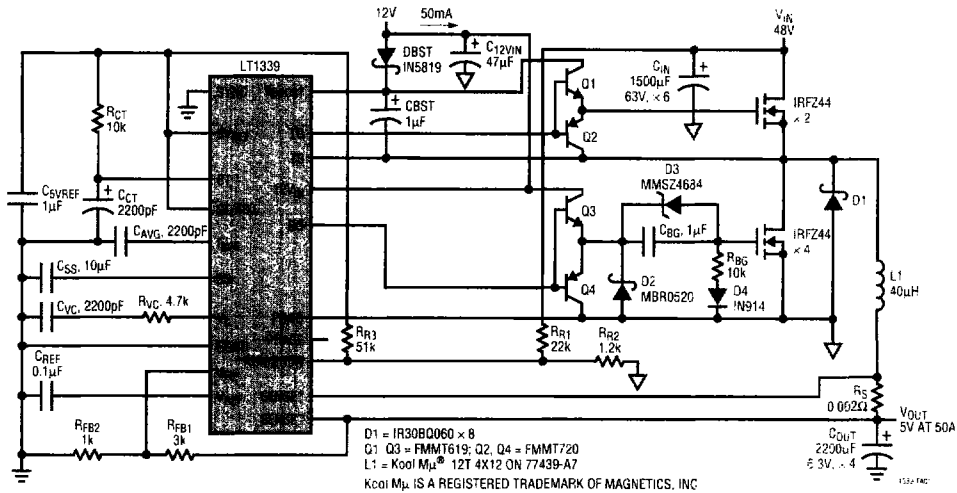 12V
50mA
VIN
48V
LT1339
DBST
IN5819
C12VIN
47µF
CIN
1500µF
63V, × 6
Q1
Q2
IRFZ44
× 2
CBST
1µF
RCT
10k
C5VREF
1µF
CCT
2200pF
CAVG, 2200pF
CSS, 10µF
CVC, 2200pF
RVC, 4.7k
CREF
0.1µF
RFB2
1k
RFB1
3k
D3
MMSZ4684
Q3
CBG, 1µF
Q4
D2
MBR0520
RBG
10k
D4
IN914
IRFZ44
× 4
D1
L1
40µH
RR3
51k
RR1
22k
RR2
1.2k
RS
0.002Ω
VOUT
5V AT 50A
COUT
2200µF
6.3V, × 4
D1 = IR30BQ060 × 8
Q1 Q3 = FMMT619; Q2, Q4 = FMMT720
L1 = Kool Mµ® 12T 4X12 ON 77439-A7
Kool Mµ IS A REGISTERED TRADEMARK OF MAGNETICS, INC